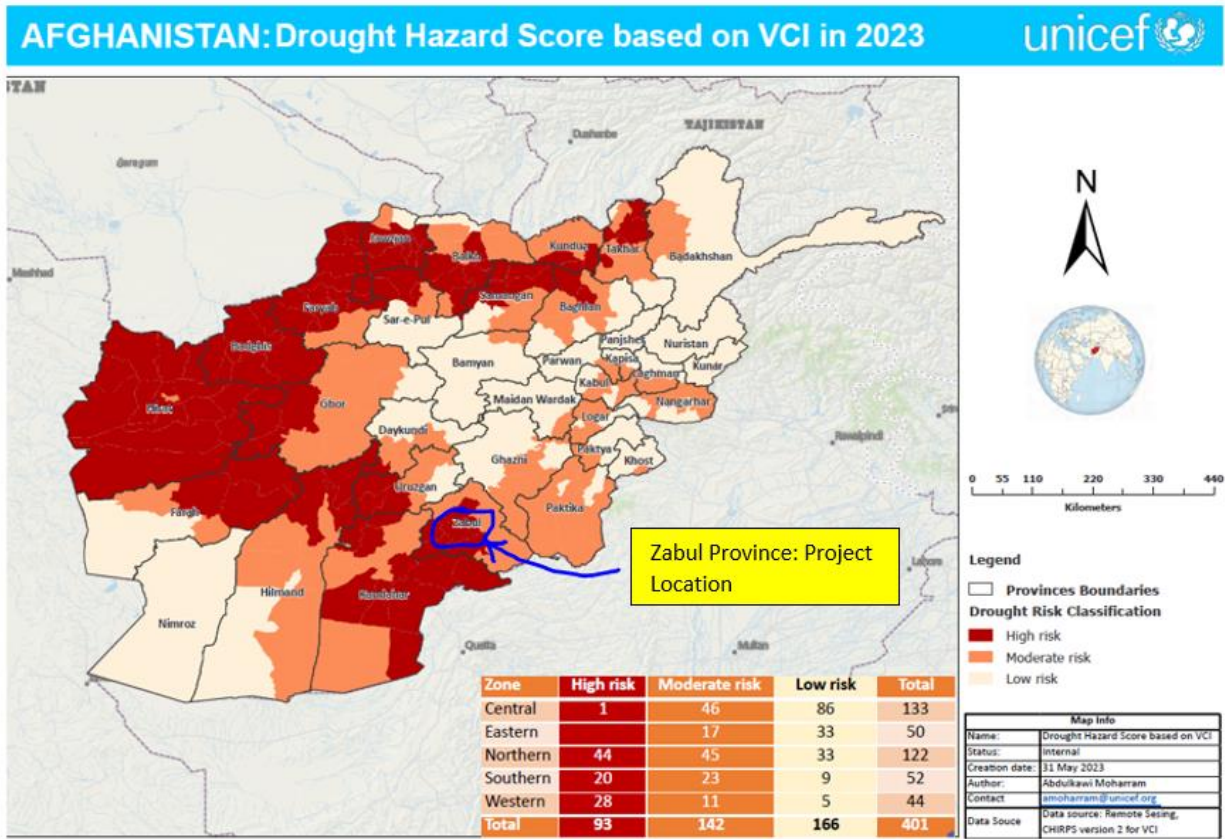 AFGHANISTAN: Drought Hazard Score based on VCI in 2023
unicef
STAN
TAJIKISTAN
Dushanbe
Mashhad
N
Jawzjan
Balkh
Kunduz
Takhar
Badakhshan
Faryab
Sar-e-Pul
Samangan
Baghlan
Badghis
Panjsher
Nuristan
Bamyan
Parwan
Kapisa
Kunar
Laghman
Kabul
Hirat
Ghor
Maidan Wardak
Nangarhar
Logar
Daykundi
Paktya
Ghazni
Khost
Rawalpindi
Uruzgan
Paktika
Farah
Zabul
Zabul Province: Project
Location
Lahore
Hilmand
Kandahar
Nimroz
Quetta
Multan
0 55 110 220 330 440
Kilometers
Legend
Provinces Boundaries
Drought Risk Classification
High risk
Moderate risk
Low risk
Zone High risk Moderate risk Low risk Total
Central 1 46 86 133
Eastern 17 33 50
Northern 44 45 33 122
Southern 20 23 9 52
Western 28 11 5 44
Total 93 142 166 401
Map Info
Name: Drought Hazard Score based on VCI
Status: Internal
Creation date: 31 May 2023
Author: Abdulkawi Moharram
Contact amoharram@unicef.org
Data Souce Data source: Remote Sesing,
CHIRPS version 2 for VCI